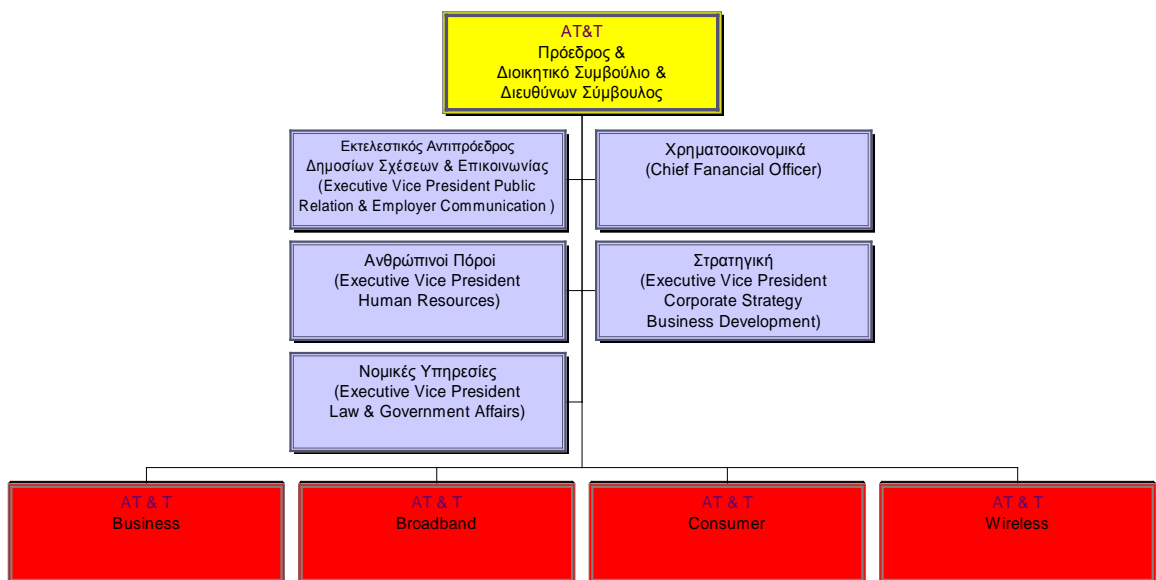 AT&T
Πρόεδρος &
Διοικητικό Συμβούλιο &
Διευθύνων Σύμβουλος
Εκτελεστικός Αντιπρόεδρος
Δημοσίων Σχέσεων & Επικοινωνίας
(Executive Vice President Public
Relation & Employer Communication )
Χρηματοοικονομικά
(Chief Fanancial Officer)
Ανθρώπινοι Πόροι
(Executive Vice President
Human Resources)
Στρατηγική
(Executive Vice President
Corporate Strategy
Business Development)
Νομικές Υπηρεσίες
(Executive Vice President
Law & Government Affairs)
AT & T
Business
AT & T
Broadband
AT & T
Consumer
AT & T
Wireless